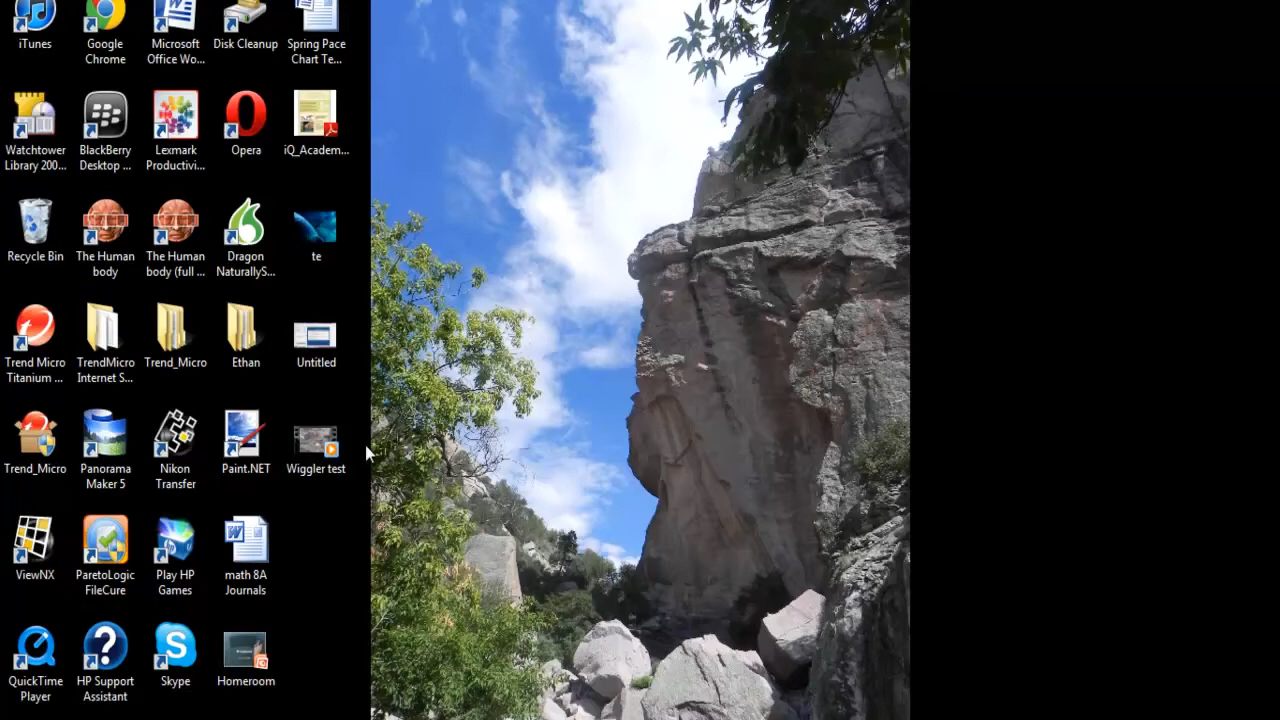 iTunes
Google
Chrome
Microsoft
Office Wo...
Disk Cleanup
Spring Pace
Chart Te...
Watchtower
Library 200...
BlackBerry
Desktop ...
Lexmark
Productivi...
Opera
iQ_Academ...
Recycle Bin
The Human
body
The Human
body (full ...
Dragon
NaturallyS...
te
Trend Micro
Titanium ...
TrendMicro
Internet S...
Trend_Micro
Ethan
Untitled
Trend_Micro
Panorama
Maker 5
Nikon
Transfer
Paint.NET
Wiggler test
ViewNX
ParetoLogic
FileCure
Play HP
Games
math 8A
Journals
QuickTime
Player
HP Support
Assistant
Skype
Homeroom